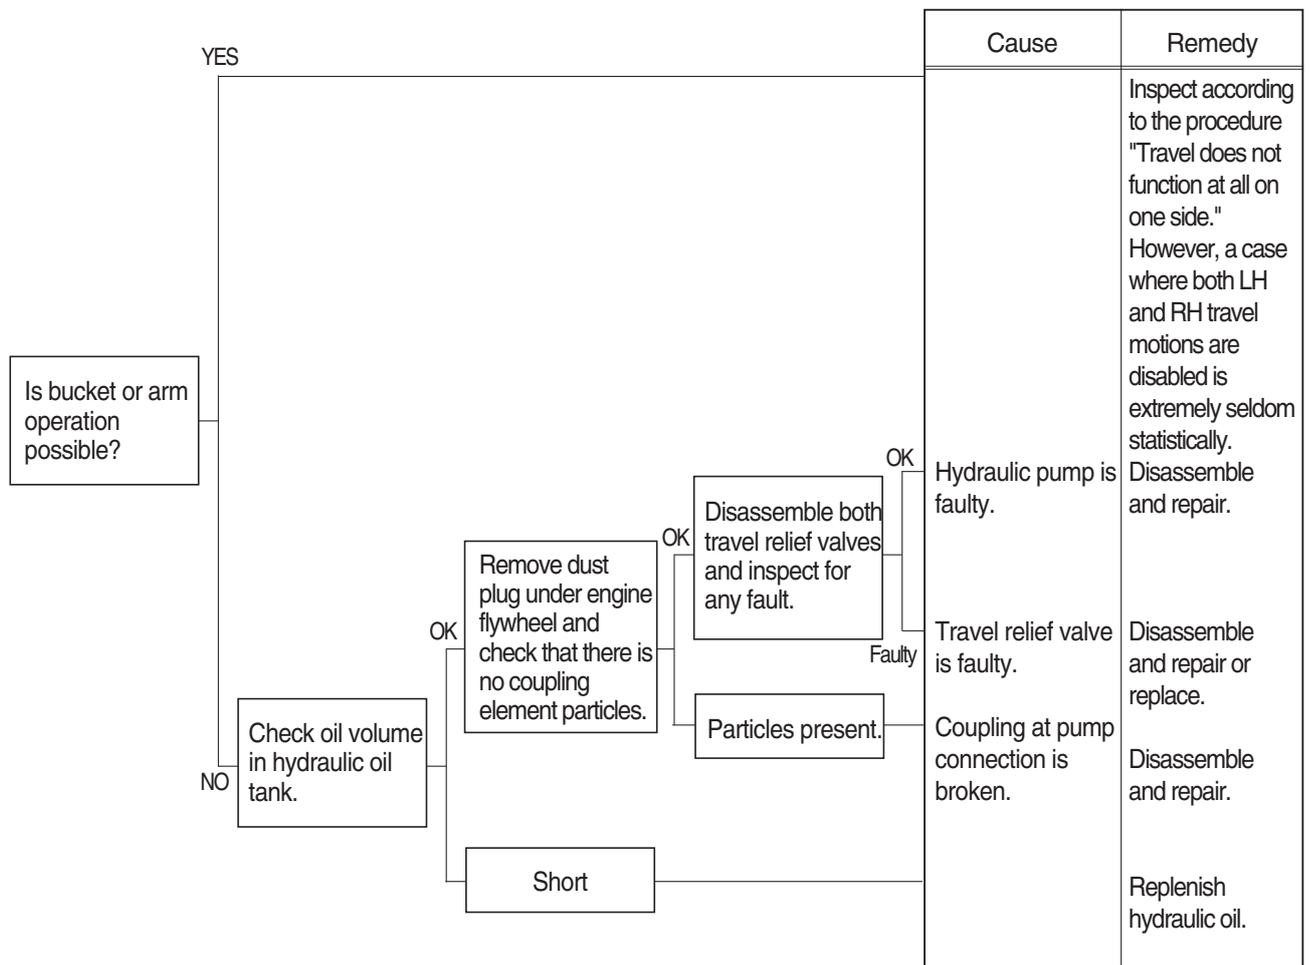 Cause
Remedy
YES
Inspect according
to the procedure
"Travel does not
function at all on
one side."
However, a case
where both LH
and RH travel
motions are
disabled is
extremely seldom
statistically.
Is bucket or arm
operation
possible?
OK
Hydraulic pump is
faulty.
Disassemble
and repair.
Disassemble both
travel relief valves
and inspect for
any fault.
OK
Remove dust
plug under engine
flywheel and
check that there is
no coupling
element particles.
OK
Faulty
Travel relief valve
is faulty.
Disassemble
and repair or
replace.
Particles present.
Coupling at pump
connection is
broken.
Disassemble
and repair.
Check oil volume
in hydraulic oil
tank.
NO
Short
Replenish
hydraulic oil.